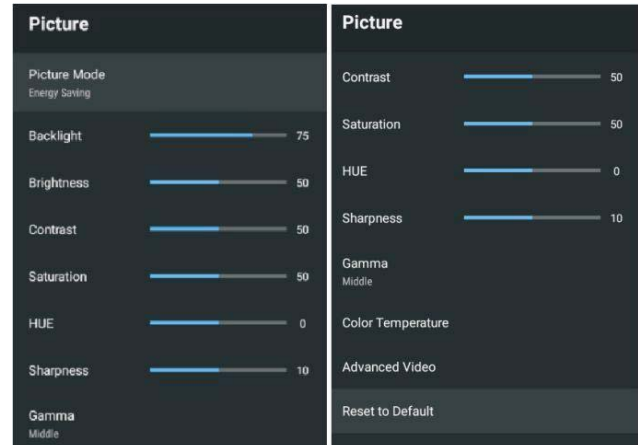 Picture
Picture Mode
Energy Saving
Backlight 75
Brightness 50
Contrast 50
Saturation 50
HUE 0
Sharpness 10
Gamma
Middle
Picture
Contrast 50
Saturation 50
HUE 0
Sharpness 10
Gamma
Middle
Color Temperature
Advanced Video
Reset to Default